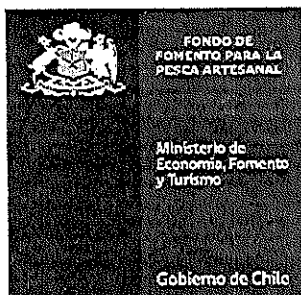 FONDO DE
FOMENTO PARA LA
PESCA ARTESANAL
Ministerio de
Economía, Fomento
y Turismo
Gobierno de Chile